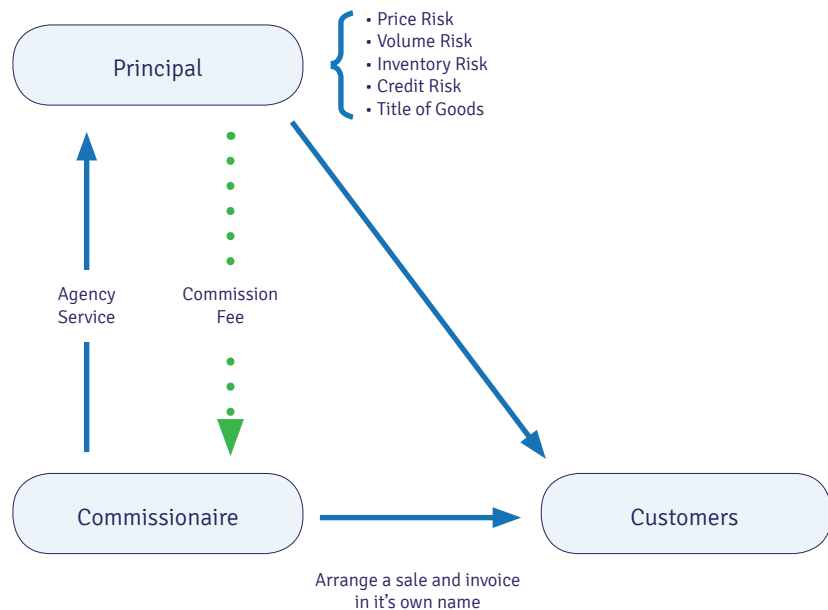 Principal
• Price Risk
• Volume Risk
• Inventory Risk
• Credit Risk
• Title of Goods
Agency
Service
Commission
Fee
Commissionaire
Customers
Arrange a sale and invoice
in it's own name